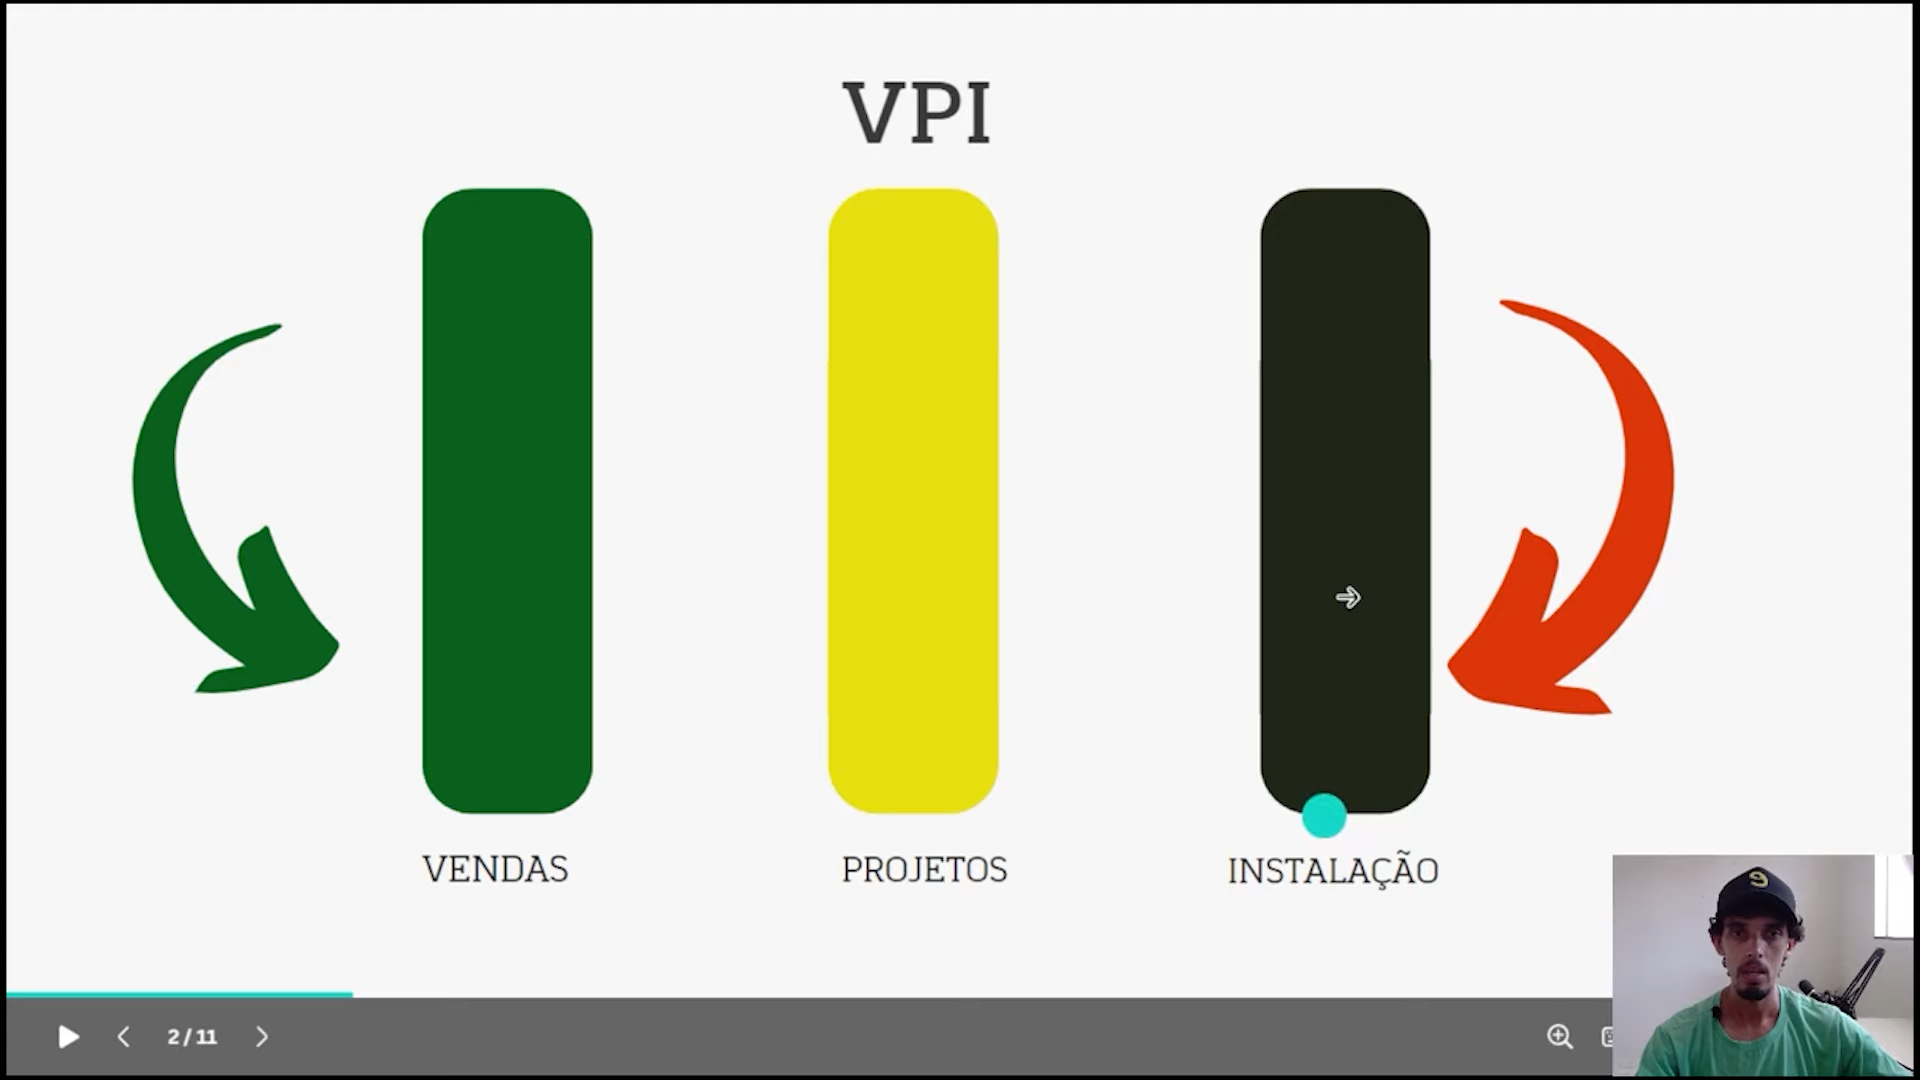 VPI
VENDAS
PROJETOS
INSTALAÇÃO
2 / 11